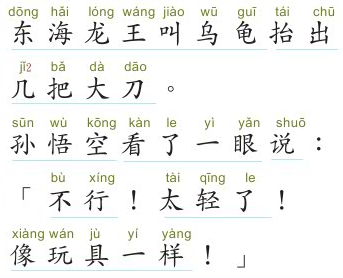 dōng hǎi lóng wáng jiào wū guī tái chū
东海龙王叫乌龟抬出
jǐ2 bǎ dà dāo
几把大刀。
sūn wù kōng kàn le yì yǎn shuō
孙悟空看了一眼说：
bù xíng tài qīng le
「不行！太轻了！
xiàng wán jù yí yàng
像玩具一样！」